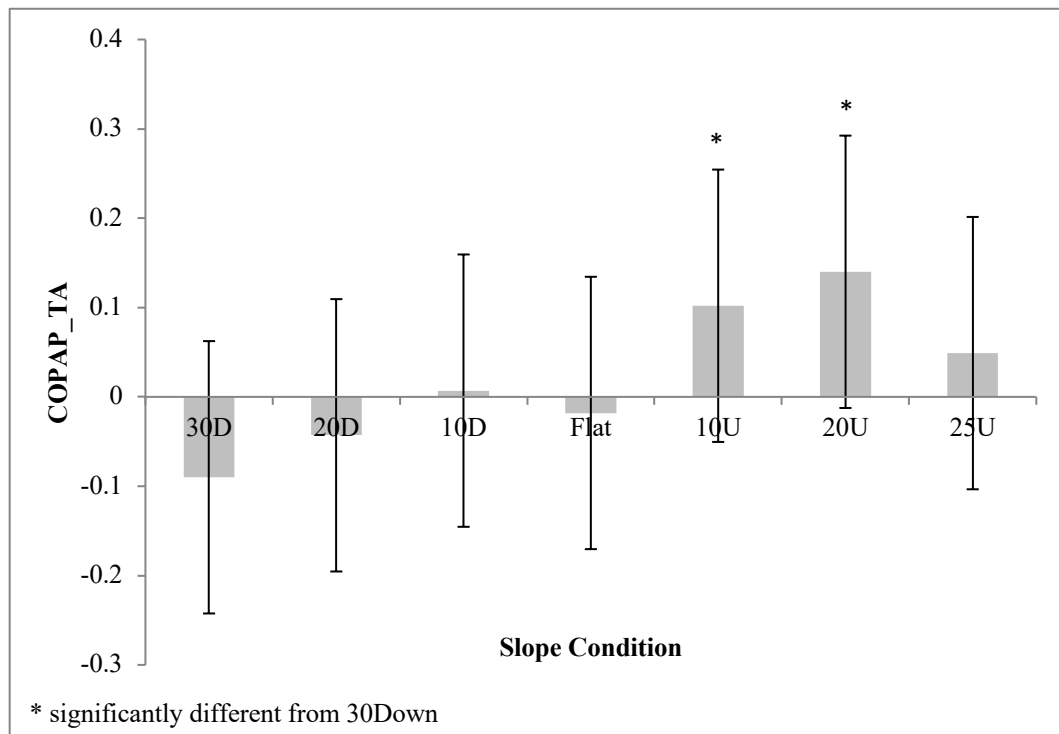 0.4
0.3
*
*
0.2
0.1
COPAP_TA
0
30D 20D 10D Flat 10U 20U 25U
-0.1
-0.2
Slope Condition
-0.3
* significantly different from 30Down